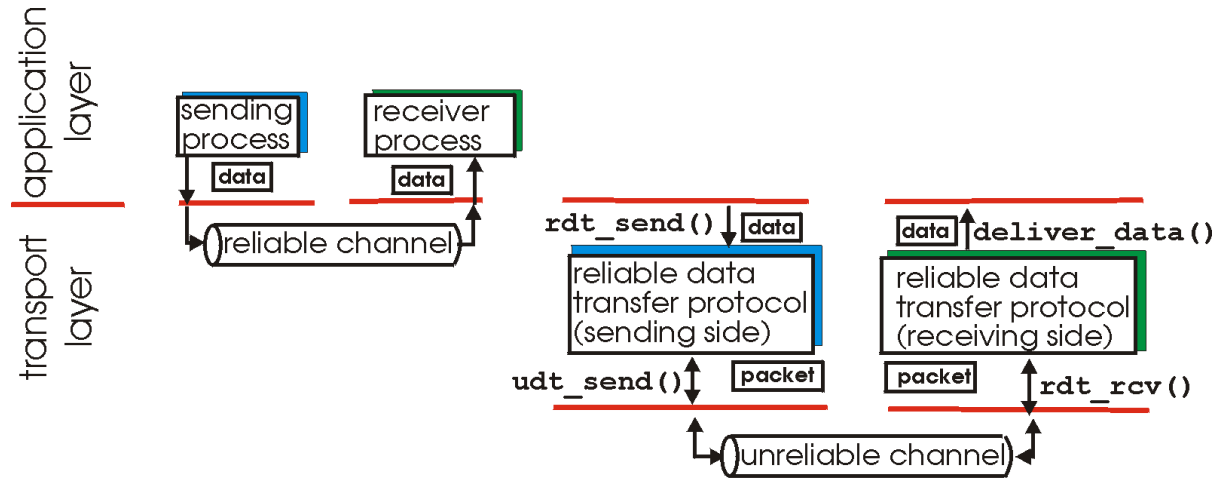 application
layer
transport
layer
sending
process
data
receiver
process
data
reliable channel
rdt_send()
data
reliable data
transfer protocol
(sending side)
udt_send()
packet
data
deliver_data()
reliable data
transfer protocol
(receiving side)
packet
rdt_rcv()
unreliable channel